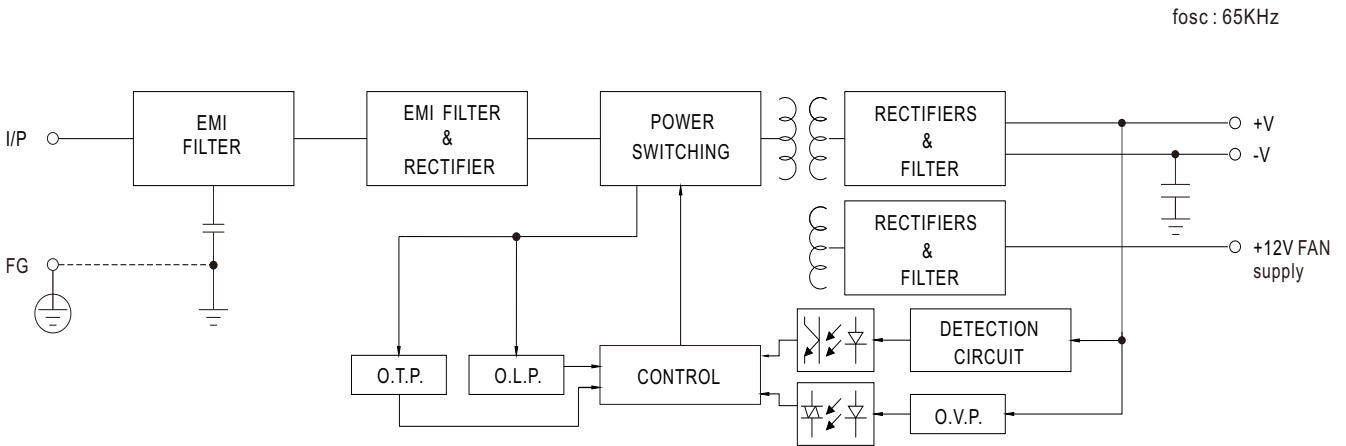 fosc : 65KHz
I/P
EMI
FILTER
EMI FILTER
&
RECTIFIER
POWER
SWITCHING
RECTIFIERS
&
FILTER
+V
-V
FG
RECTIFIERS
&
FILTER
+12V FAN
supply
O.T.P.
O.L.P.
CONTROL
DETECTION
CIRCUIT
O.V.P.